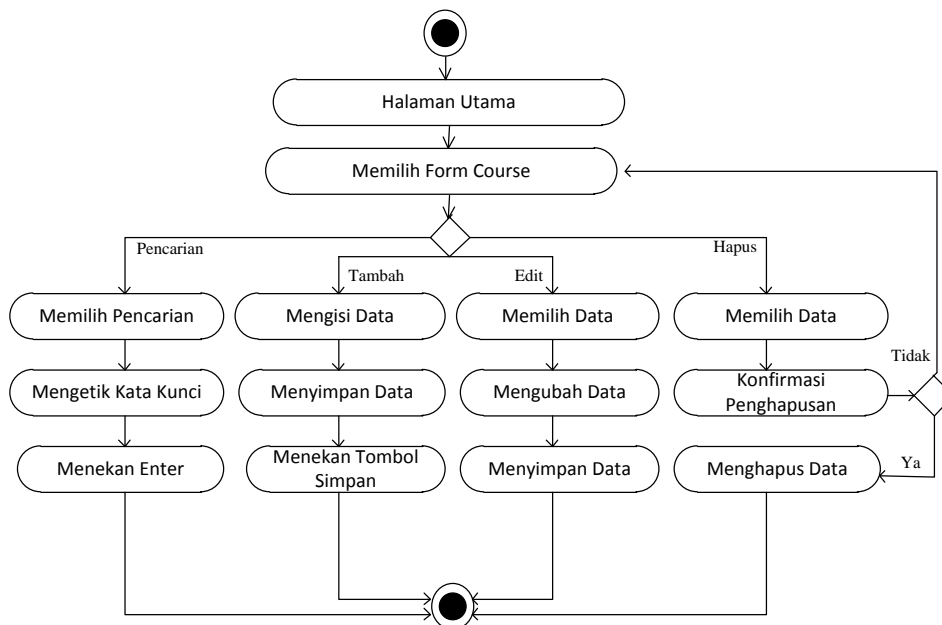 Halaman Utama
Memilih Form Course
Pencarian
Hapus
Tambah
Edit
Memilih Pencarian
Mengisi Data
Memilih Data
Memilih Data
Tidak
Mengetik Kata Kunci
Menyimpan Data
Mengubah Data
Konfirmasi
Penghapusan
Menekan Enter
Menekan Tombol
Simpan
Menyimpan Data
Menghapus Data
Ya